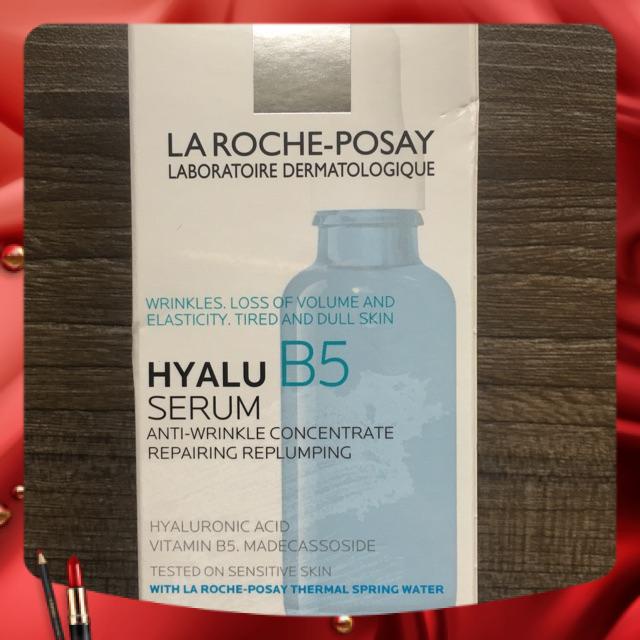 LA ROCHE-POSAY
LABORATOIRE DERMATOLOGIQUE
WRINKLES. LOSS OF VOLUME AND
ELASTICITY. TIRED AND DULL SKIN
HYALU B5
SERUM
ANTI-WRINKLE CONCENTRATE
REPAIRING REPLUMPING
HYALURONIC ACID
VITAMIN B5. MADECASSOSIDE
TESTED ON SENSITIVE SKIN
WITH LA ROCHE-POSAY THERMAL SPRING WATER